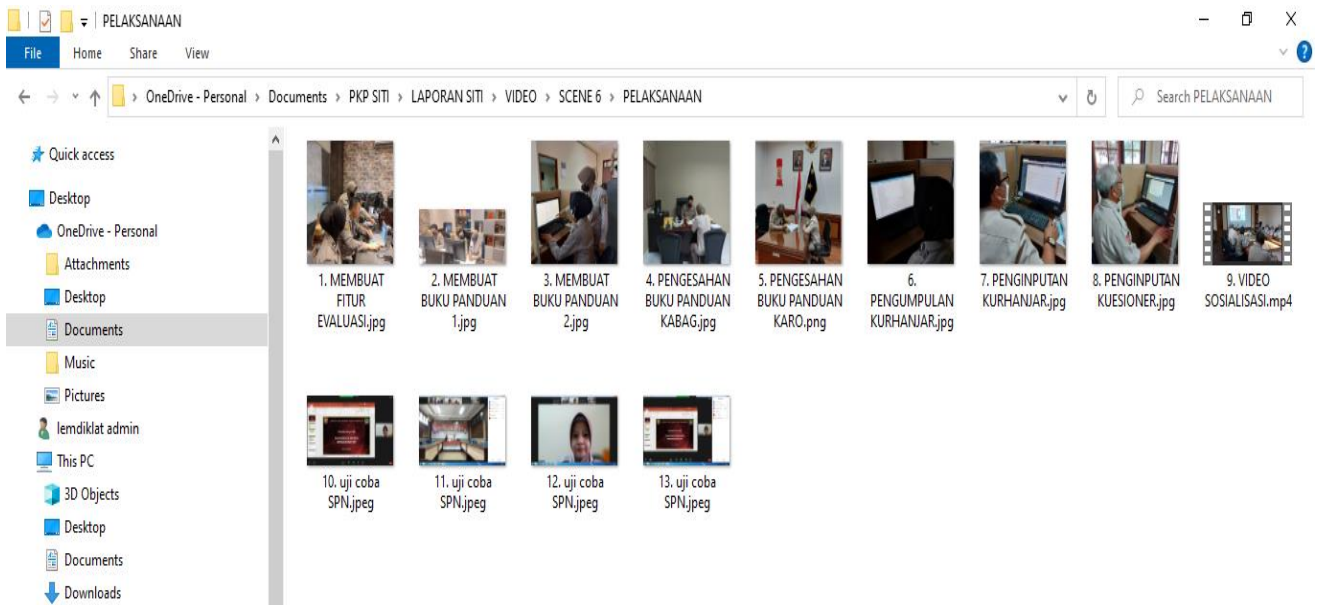 PELAKSANAAN
File Home Share View
OneDrive - Personal > Documents > PKP SITI > LAPORAN SITI > VIDEO > SCENE 6 > PELAKSANAAN
Search PELAKSANAAN
Quick access
Desktop
OneDrive - Personal
Attachments
Desktop
Documents
Music
Pictures
lemdiklat admin
This PC
3D Objects
Desktop
Documents
Downloads
1. MEMBUAT
FITUR
EVALUASI.jpg
2. MEMBUAT
BUKU PANDUAN
1.jpg
3. MEMBUAT
BUKU PANDUAN
2.jpg
4. PENGESAHAN
BUKU PANDUAN
KABAG.jpg
5. PENGESAHAN
BUKU PANDUAN
KARO.png
6.
PENGUMPULAN
KURHANJAR.jpg
7. PENGINPUTAN
KURHANJAR.jpg
8. PENGINPUTAN
KUESIONER.jpg
9. VIDEO
SOSIALISASI.mp4
10. uji coba
SPN.jpeg
11. uji coba
SPN.jpeg
12. uji coba
SPN.jpeg
13. uji coba
SPN.jpeg